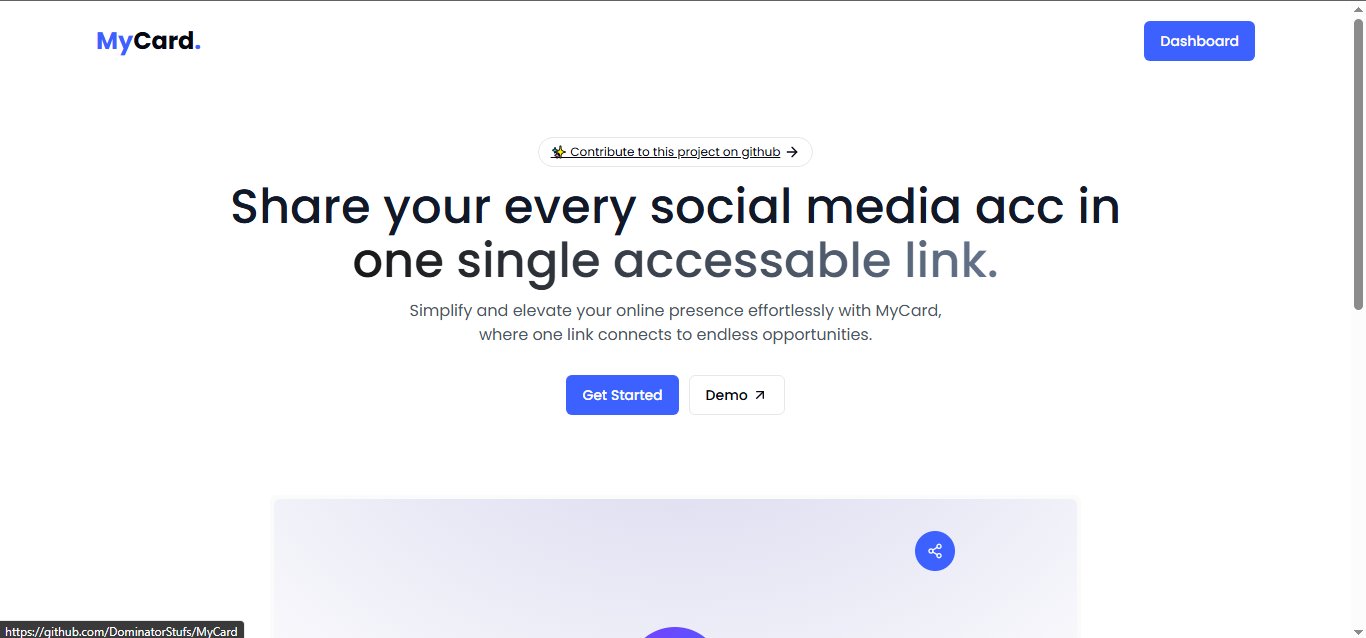 MyCard.
Dashboard
✨ Contribute to this project on github →
Share your every social media acc in
one single accessable link.
Simplify and elevate your online presence effortlessly with MyCard,
where one link connects to endless opportunities.
Get Started
Demo
https://github.com/DominatorStufs/MyCard